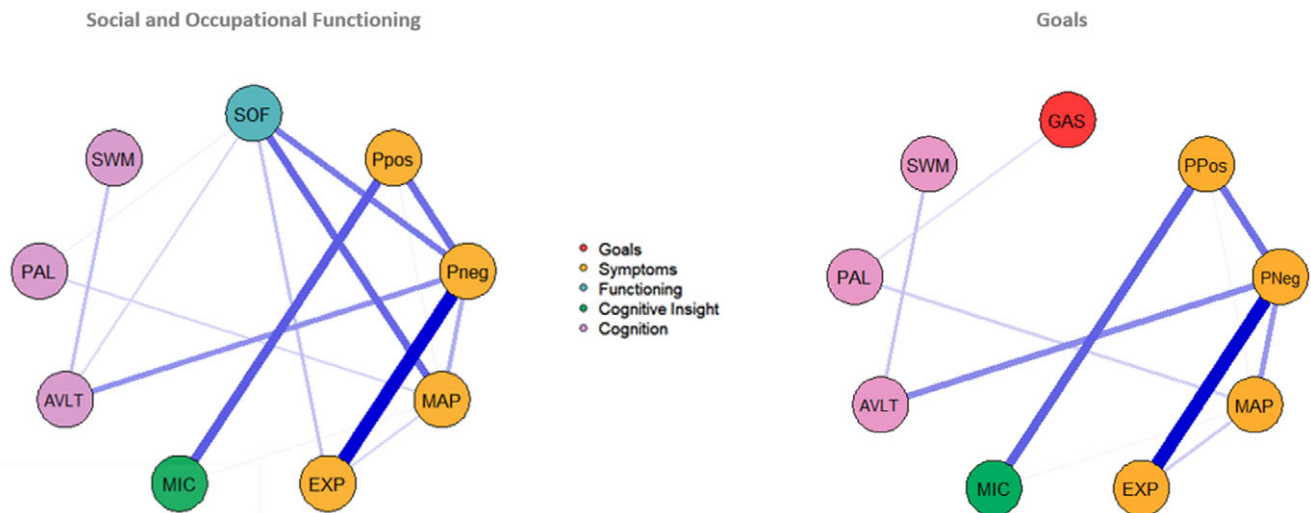 Social and Occupational Functioning
SOF
SWM
Ppos
PAL
Pneg
AVLT
MAP
MIC
EXP
Goals
Symptoms
Functioning
Cognitive Insight
Cognition
Goals
GAS
SWM
PPos
PAL
PNeg
AVLT
MAP
MIC
EXP